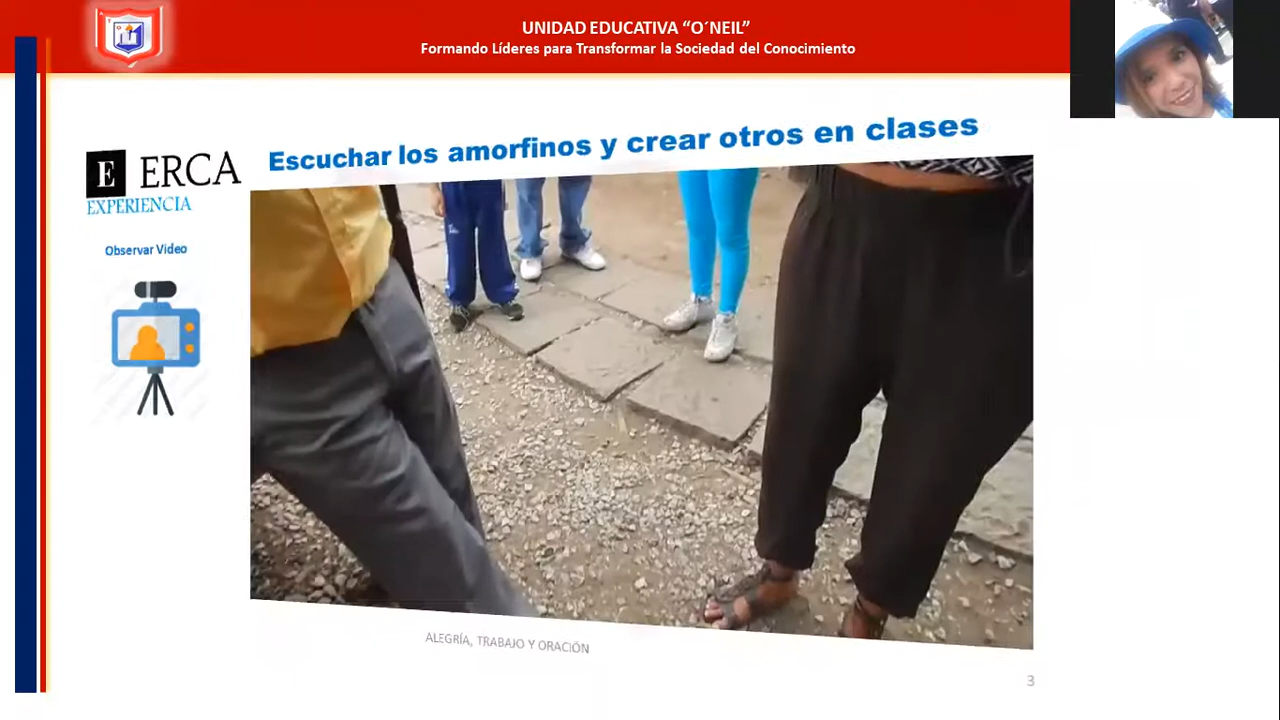 UNIDAD EDUCATIVA “O´NEIL”
Formando Líderes para Transformar la Sociedad del Conocimiento
Escuchar los amorfinos y crear otros en clases
E ERCA
EXPERIENCIA
Observar Video
ALEGRÍA, TRABAJO Y ORACIÓN
3